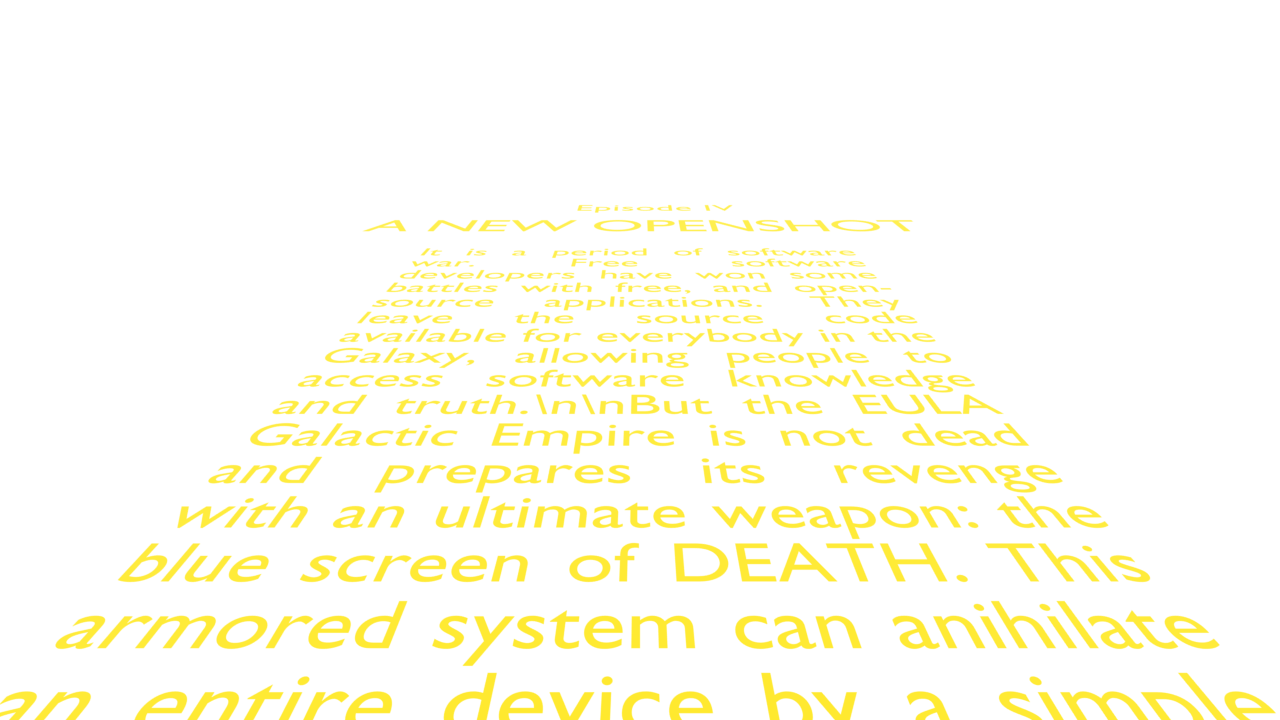 Episode IV
A NEW OPENSHOT
It is a period of software
war. Free software
developers have won some
battles with free, and open-
source applications. They
leave the source code
available for everybody in the
Galaxy, allowing people to
access software knowledge
and truth.\n\nBut the EULA
Galactic Empire is not dead
and prepares its revenge
with an ultimate weapon: the
blue screen of DEATH. This
armored system can anihilate
an entire device by a simple